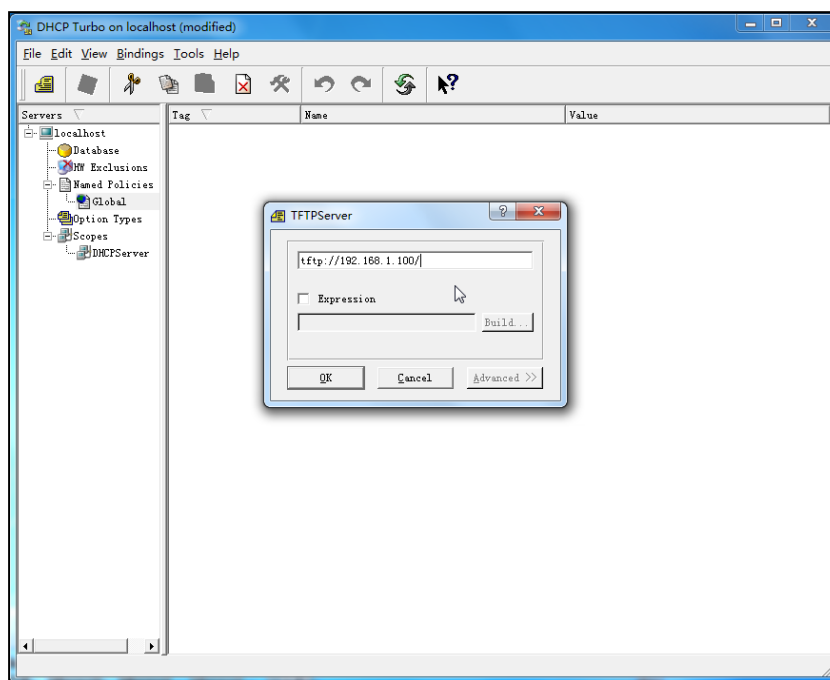 DHCP Turbo on localhost (modified)
File Edit View Bindings Tools Help
Servers Tag Name Value
localhost
Database
HW Exclusions
Named Policies
Global
Option Types
Scopes
DHCPServer
TFTPServer
tftp://192.168.1.100/
Expression
Build...
OK Cancel Advanced >>